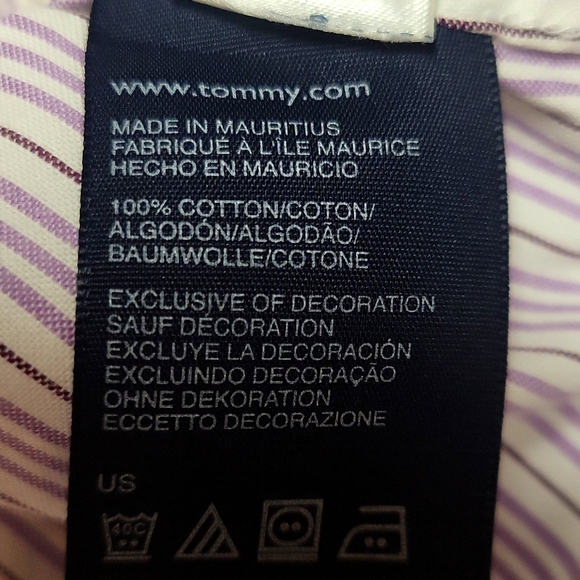 www.tommy.com
MADE IN MAURITIUS
FABRIQUÉ À L'ÎLE MAURICE
HECHO EN MAURICIO
100% COTTON/COTON/
ALGODÓN/ALGODÃO/
BAUMWOLLE/COTONE
EXCLUSIVE OF DECORATION
SAUF DÉCORATION
EXCLUYE LA DECORACIÓN
EXCLUINDO DECORAÇÃO
OHNE DEKORATION
ECCETTO DECORAZIONE
US
40C